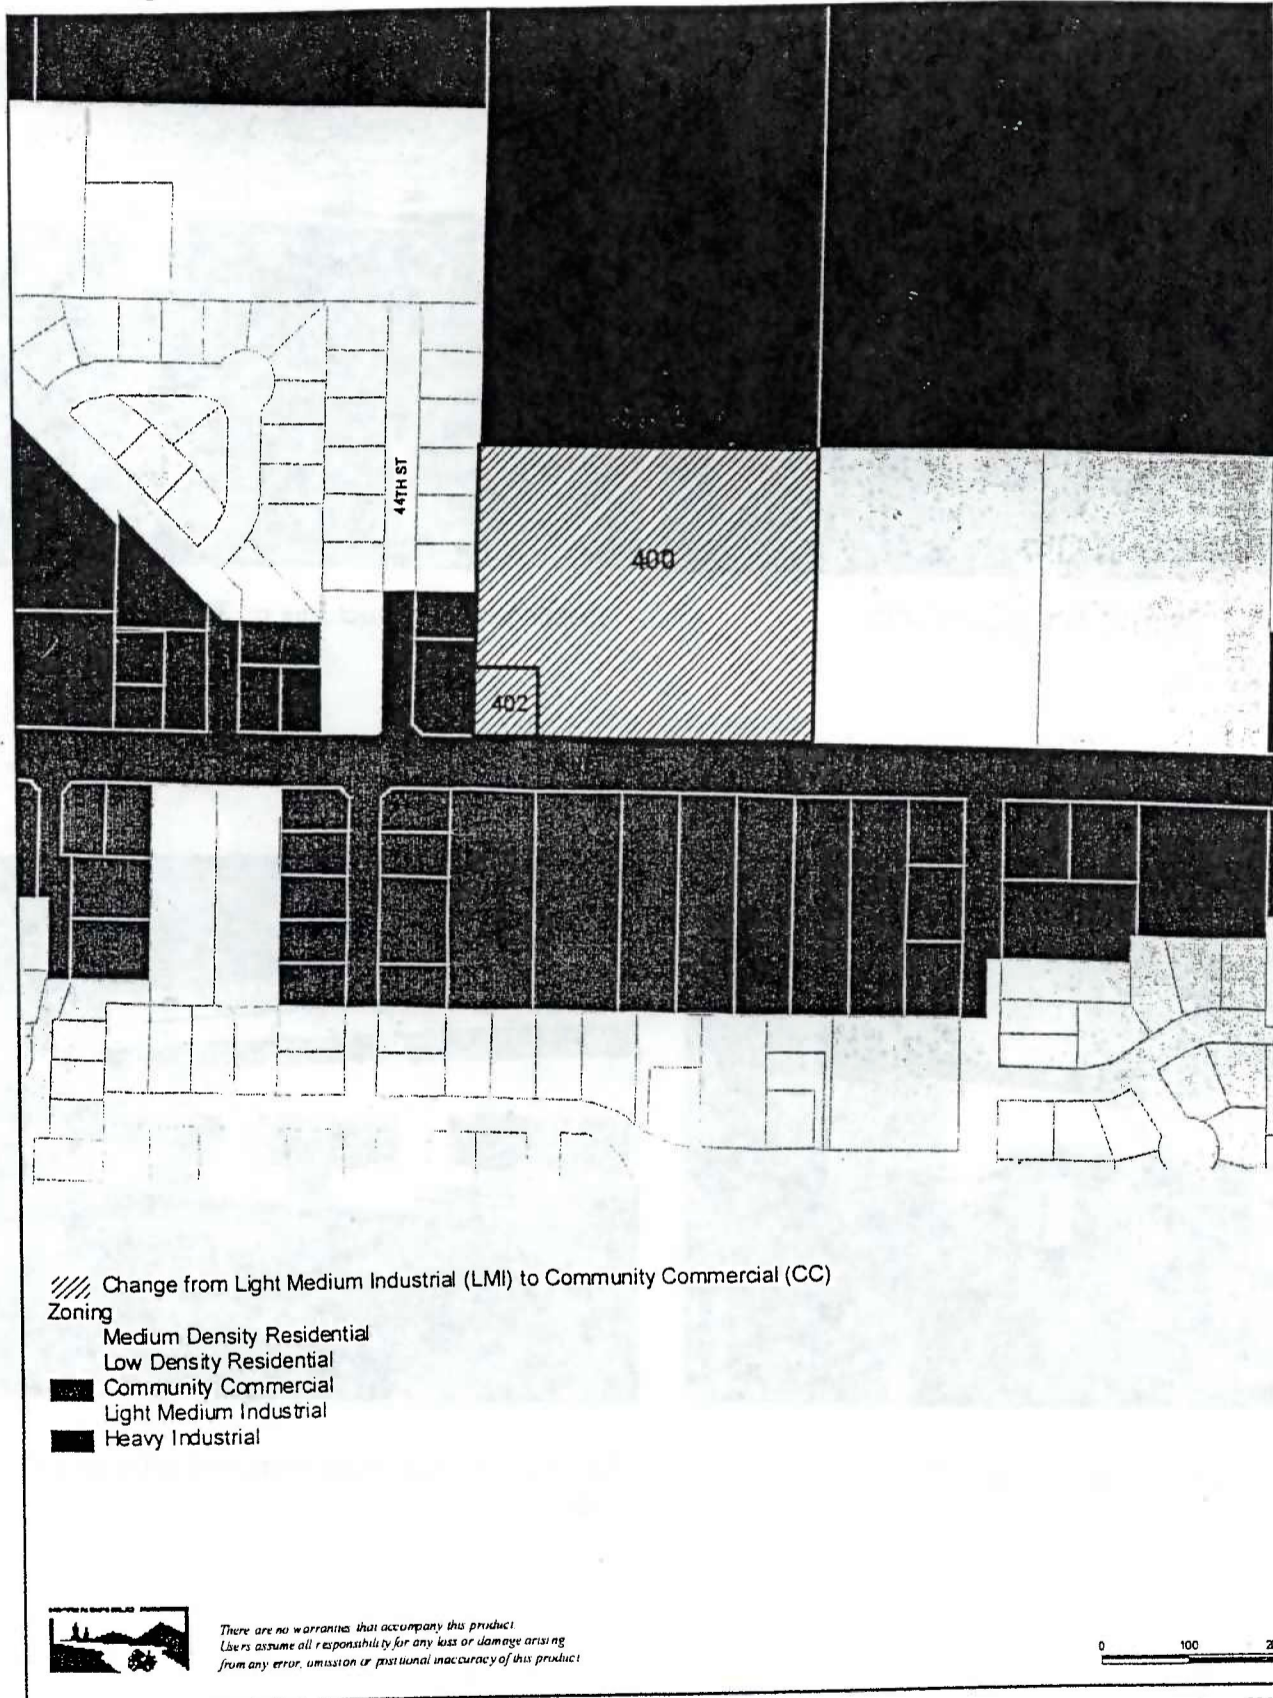 44TH ST
400
402
Change from Light Medium Industrial (LMI) to Community Commercial (CC)
Zoning
Medium Density Residential
Low Density Residential
Community Commercial
Light Medium Industrial
Heavy Industrial
There are no warranties that accompany this product
Users assume all responsibility for any loss or damage arising
from any error, omission or positional inaccuracy of this product
0 100